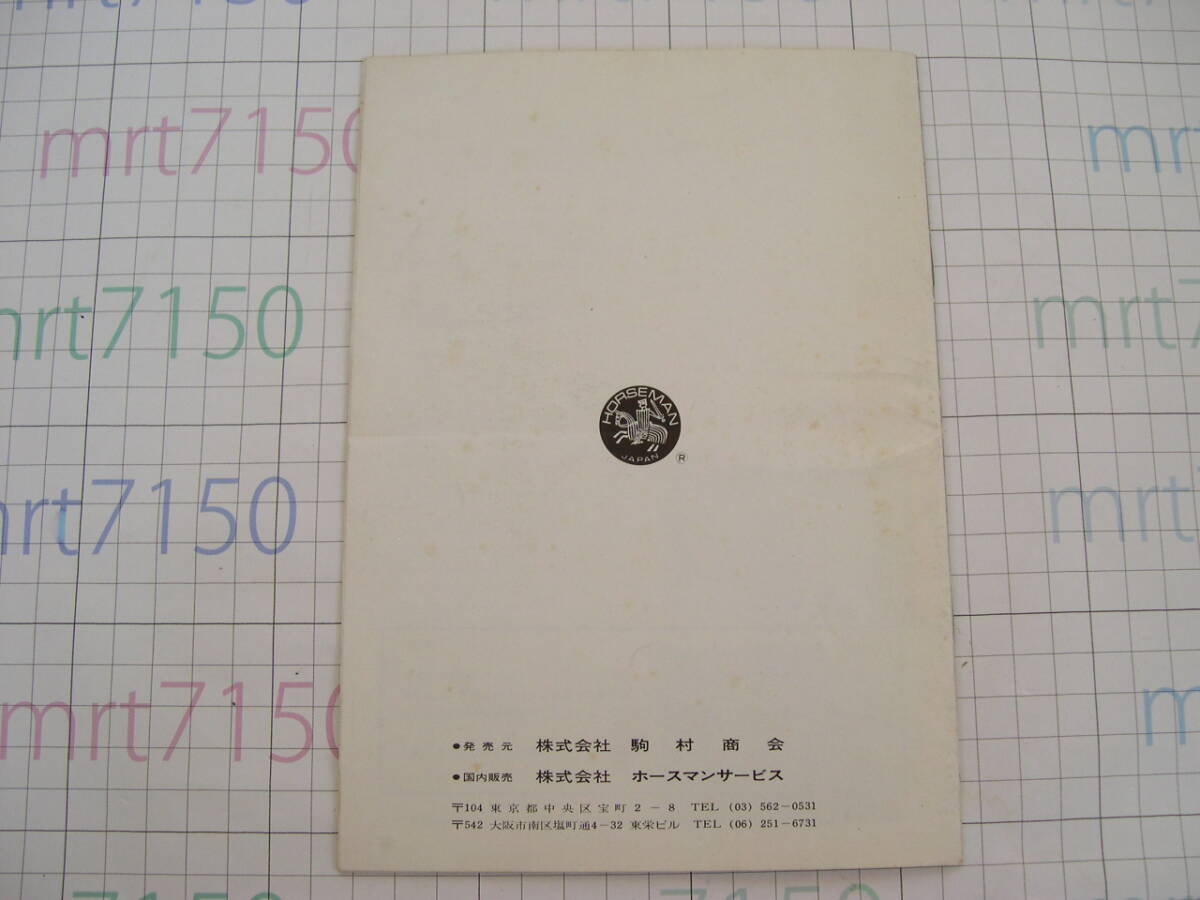 mrt7150
mrt7150
mrt7150
mrt7150
mrt7150
HORSEMAN
JAPAN
®
●発売元 株式会社 駒村商会
●国内販売 株式会社 ホースマンサービス
〒104 東京都中央区宝町2-8 TEL (03) 562-0531
〒542 大阪市南区塩町通4-32 東栄ビル TEL (06) 251-6731